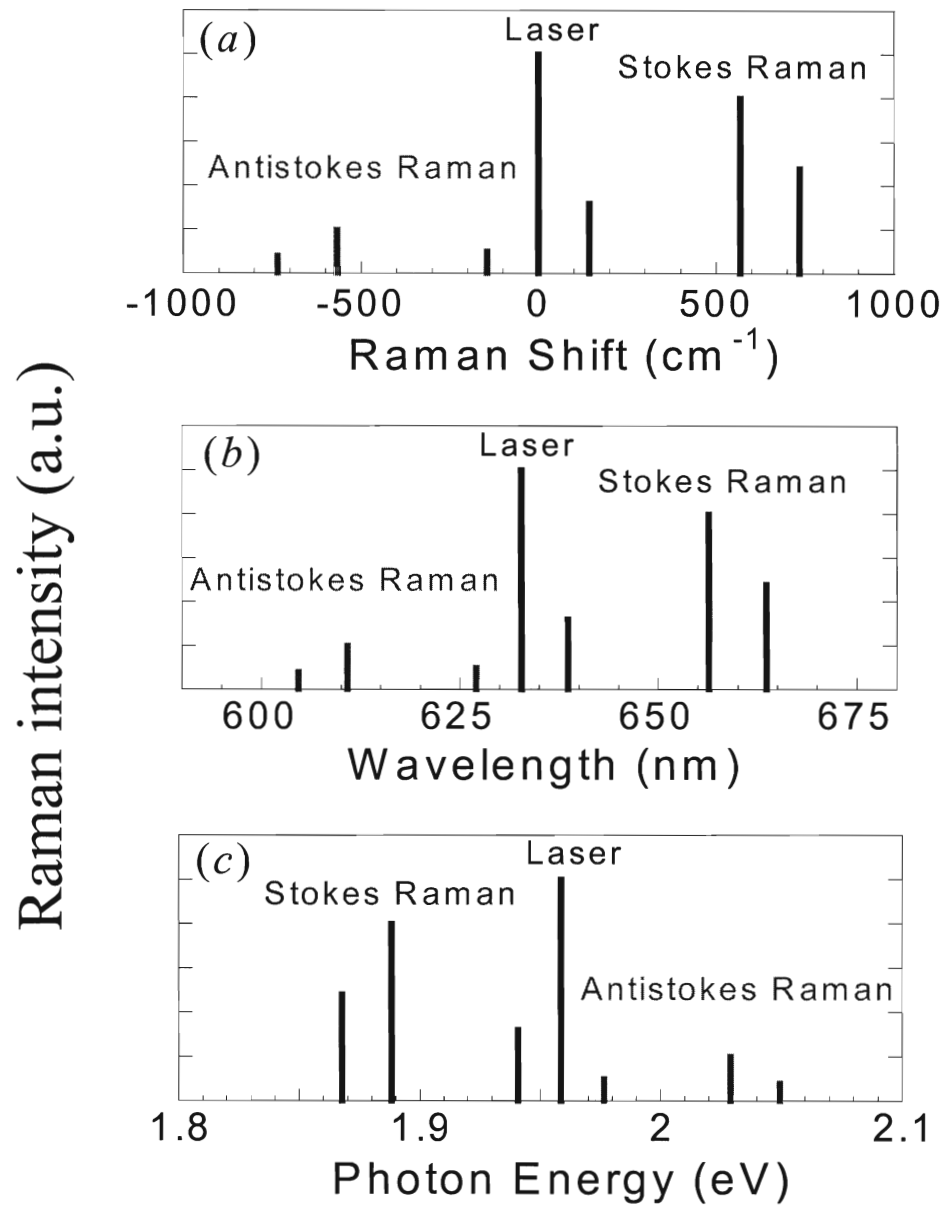 (a)
Laser
Stokes Raman
Antistokes Raman
-1000 -500 0 500 1000
Raman Shift (cm⁻¹)
Raman intensity (a.u.)
(b)
Laser
Stokes Raman
Antistokes Raman
600 625 650 675
Wavelength (nm)
(c)
Laser
Stokes Raman
Antistokes Raman
1.8 1.9 2 2.1
Photon Energy (eV)